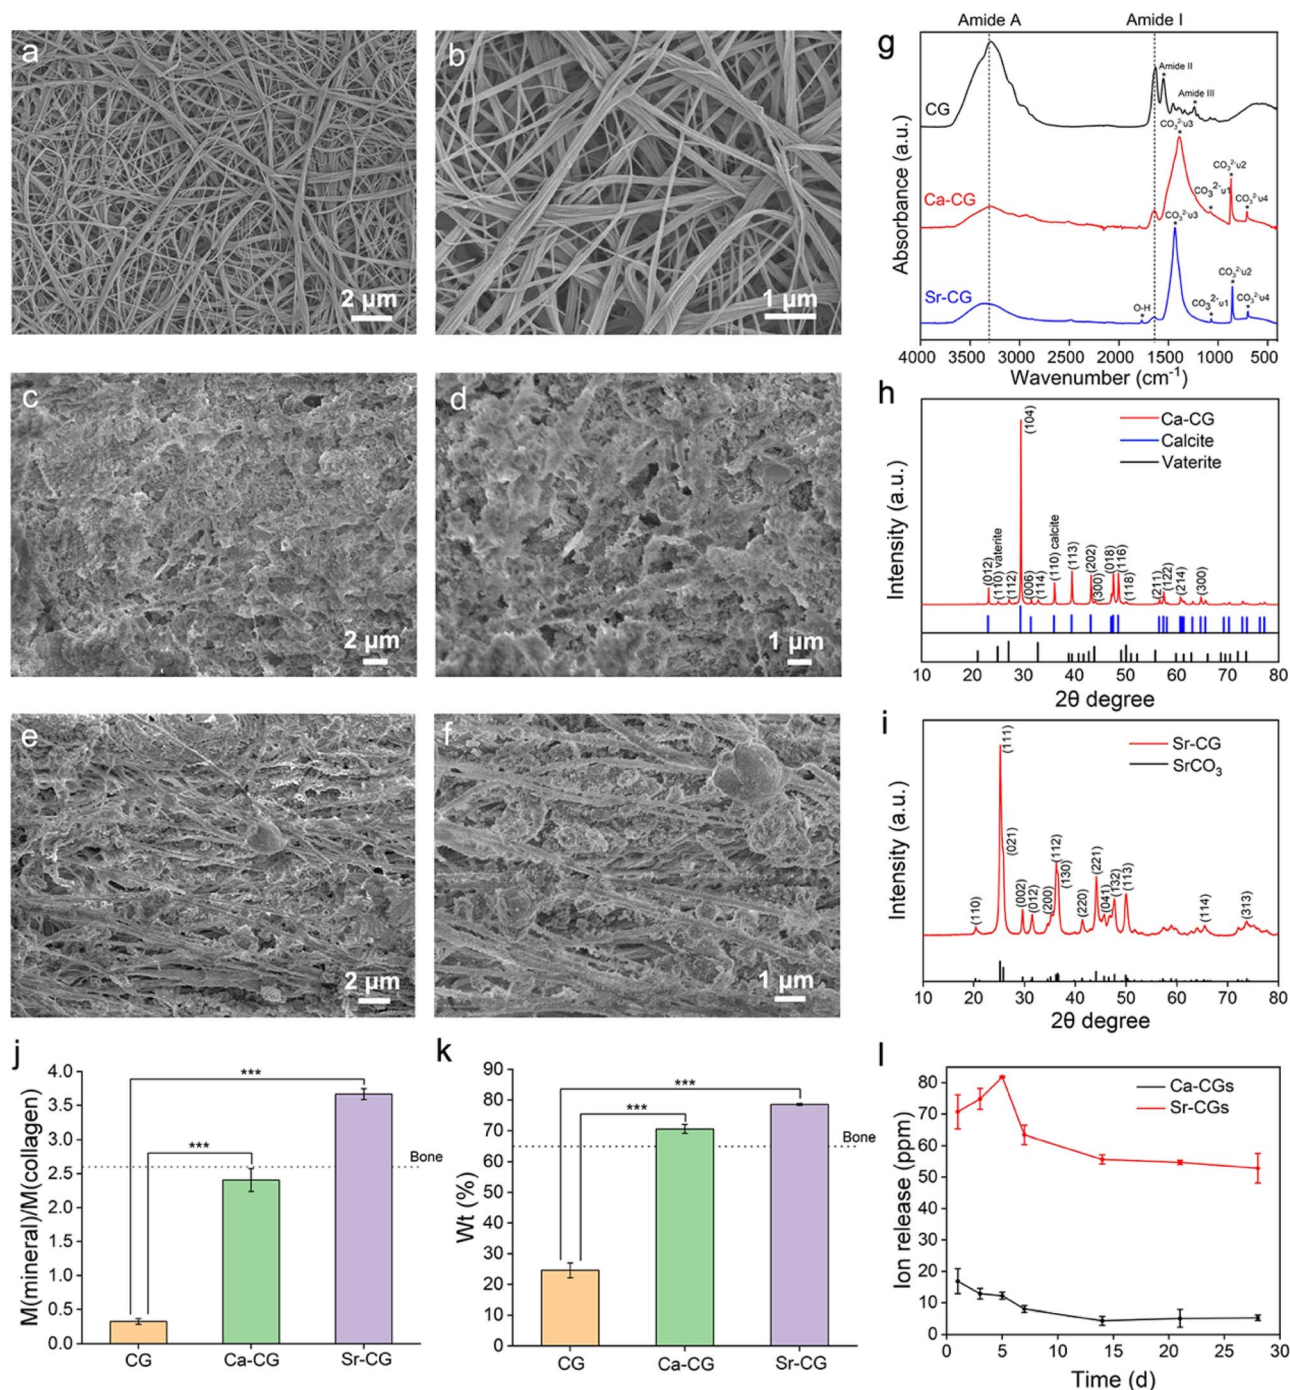 a
2 µm
b
1 µm
c
2 µm
d
1 µm
e
2 µm
f
1 µm
g
Amide A
Amide I
CG
Amide II
Amide III
CO₃²⁻υ3
CO₃²⁻υ1
CO₃²⁻υ2
CO₃²⁻υ4
Ca-CG
CO₃²⁻υ3
O-H
CO₃²⁻υ1
CO₃²⁻υ2
CO₃²⁻υ4
Sr-CG
Absorbance (a.u.)
4000 3500 3000 2500 2000 1500 1000 500
Wavenumber (cm⁻¹)
h
Ca-CG
Calcite
Vaterite
(012)
(110) vaterite
(112)
(104)
(006)
(114)
(110) calcite
(113)
(202)
(300)
(018)
(116)
(118)
(211)
(122)
(214)
(300)
Intensity (a.u.)
10 20 30 40 50 60 70 80
2θ degree
i
Sr-CG
SrCO₃
(110)
(111)
(021)
(002)
(012)
(200)
(112)
(130)
(220)
(221)
(041)
(132)
(113)
(114)
(313)
Intensity (a.u.)
10 20 30 40 50 60 70 80
2θ degree
j
M(mineral)/M(collagen)
4.0
3.5
3.0
2.5
2.0
1.5
1.0
0.5
0.0
***
***
Bone
CG Ca-CG Sr-CG
k
Wt (%)
90
80
70
60
50
40
30
20
10
0
***
***
Bone
CG Ca-CG Sr-CG
l
Ca-CGs
Sr-CGs
Ion release (ppm)
80
70
60
50
40
30
20
10
0
0 5 10 15 20 25 30
Time (d)